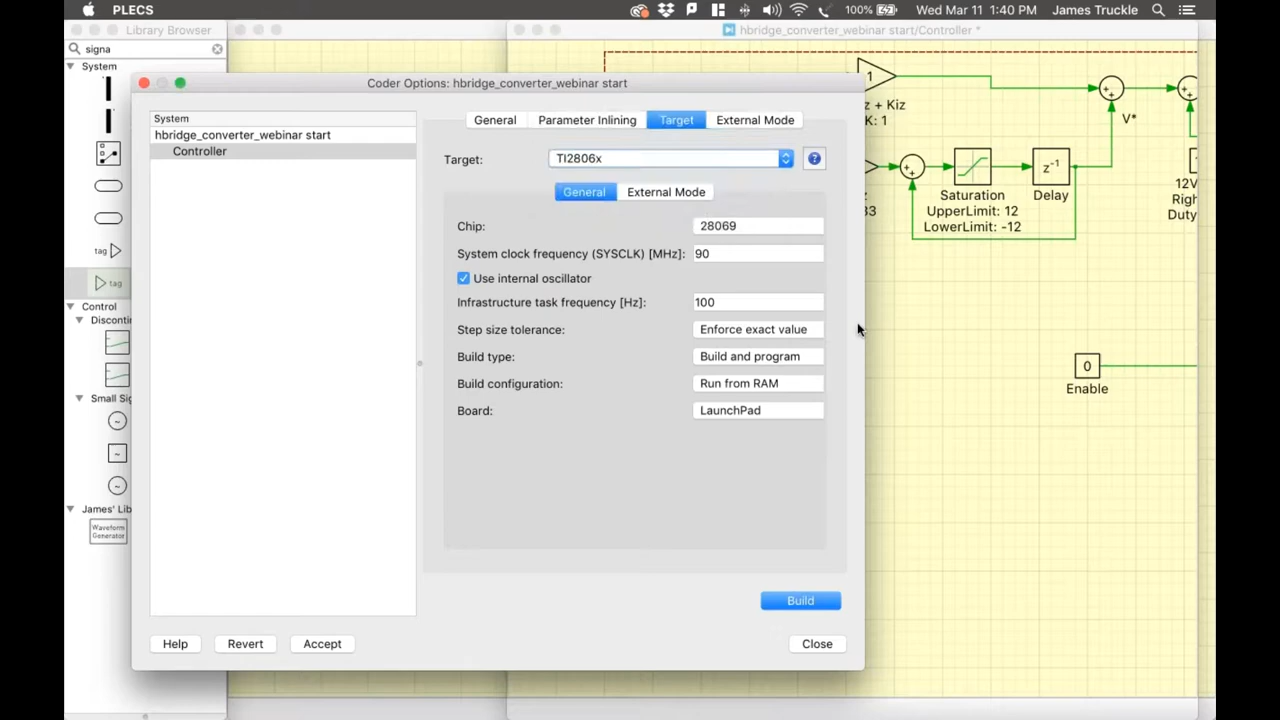 PLECS
100%
Wed Mar 11 1:40 PM
James Truckle
Library Browser
hbridge_converter_webinar start/Controller *
signa
System
tag
tag
Control
Discontin
Small Sig
James' Lib
Waveform
Generator
Coder Options: hbridge_converter_webinar start
System
hbridge_converter_webinar start
Controller
General
Parameter Inlining
Target
External Mode
Target:
TI2806x
?
General
External Mode
Chip:
28069
System clock frequency (SYSCLK) [MHz]:
90
Use internal oscillator
Infrastructure task frequency [Hz]:
100
Step size tolerance:
Enforce exact value
Build type:
Build and program
Build configuration:
Run from RAM
Board:
LaunchPad
Build
Help
Revert
Accept
Close
1
z + Kiz
K: 1
V*
z⁻¹
Saturation
UpperLimit: 12
LowerLimit: -12
Delay
33
12V
Righ
Duty
0
Enable